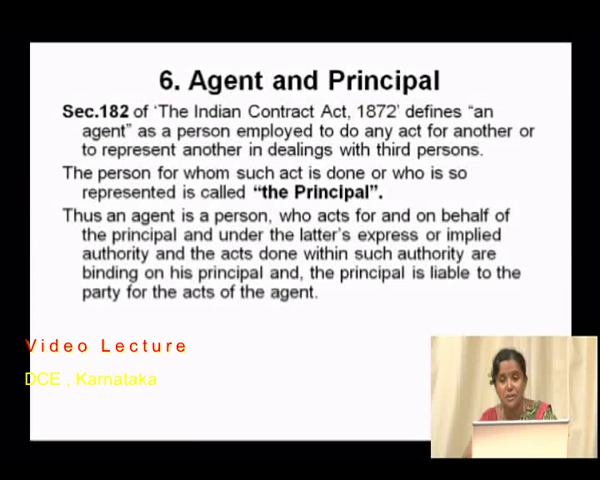 6. Agent and Principal
Sec.182 of ‘The Indian Contract Act, 1872’ defines “an
agent” as a person employed to do any act for another or
to represent another in dealings with third persons.
The person for whom such act is done or who is so
represented is called “the Principal”.
Thus an agent is a person, who acts for and on behalf of
the principal and under the latter’s express or implied
authority and the acts done within such authority are
binding on his principal and, the principal is liable to the
party for the acts of the agent.
Video Lecture
DCE , Karnataka